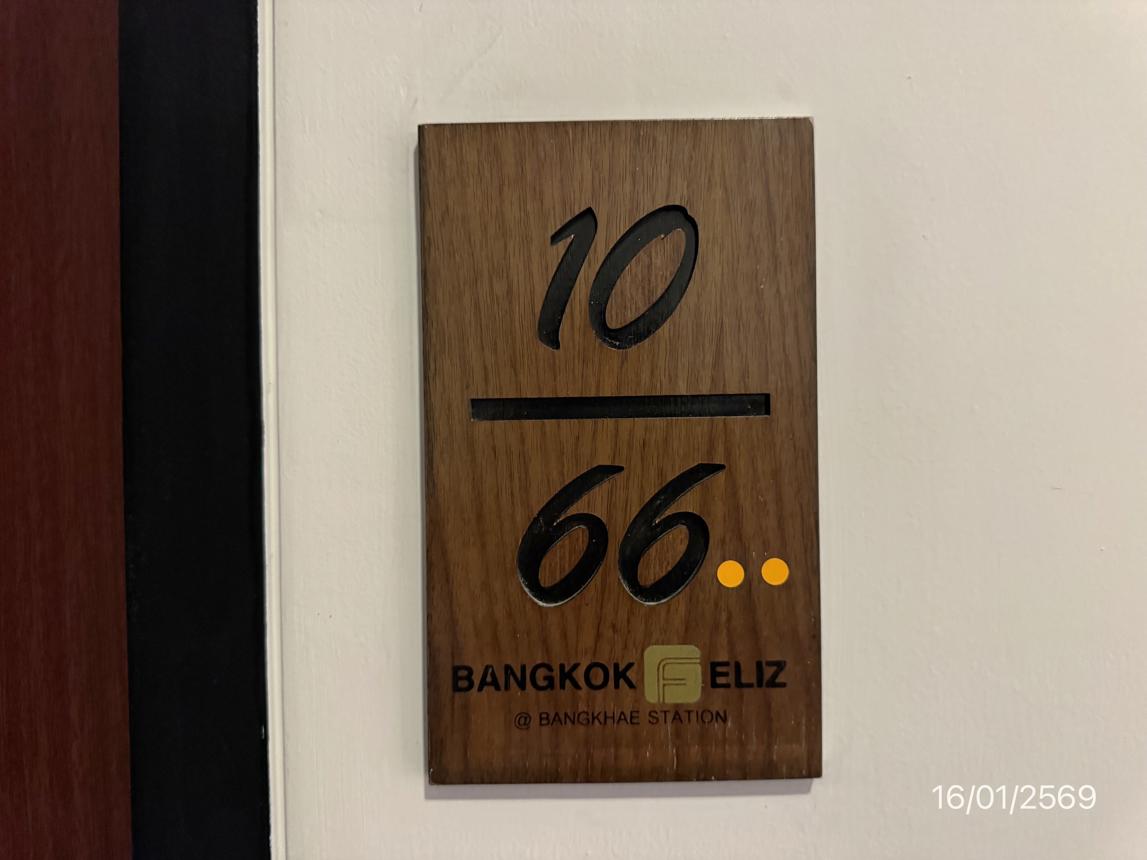 10
66
BANGKOK FELIZ
@ BANGKHAE STATION
16/01/2569